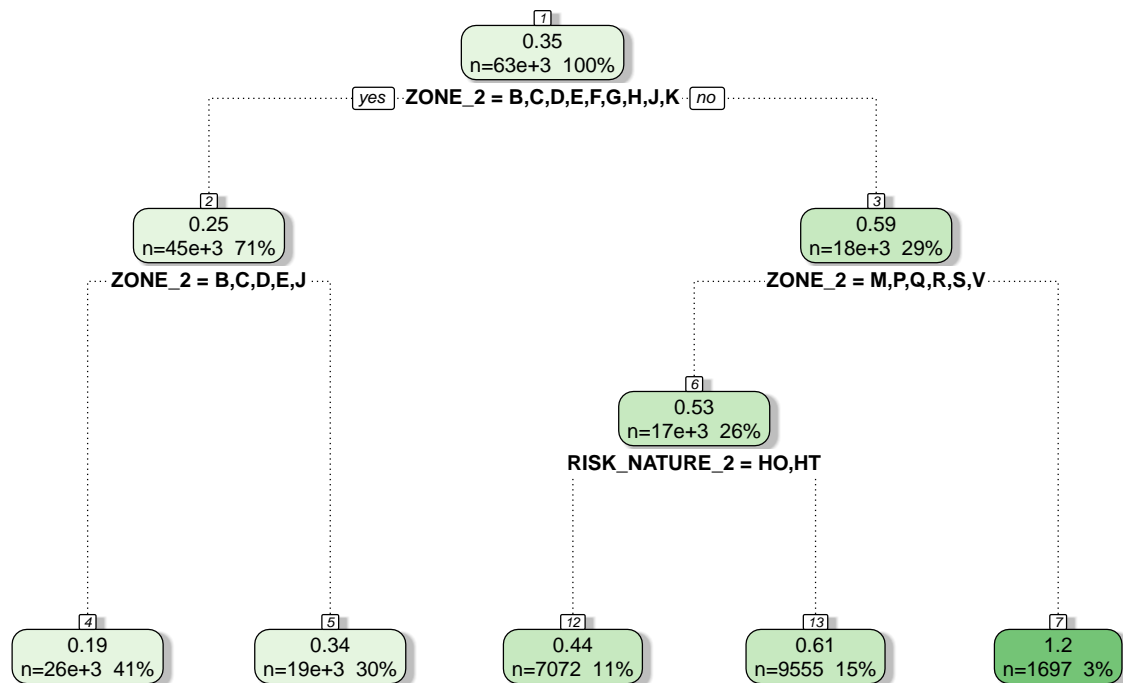 1
0.35
n=63e+3 100%
yes ZONE_2 = B,C,D,E,F,G,H,J,K no
2
0.25
n=45e+3 71%
ZONE_2 = B,C,D,E,J
3
0.59
n=18e+3 29%
ZONE_2 = M,P,Q,R,S,V
6
0.53
n=17e+3 26%
RISK_NATURE_2 = HO,HT
4
0.19
n=26e+3 41%
5
0.34
n=19e+3 30%
12
0.44
n=7072 11%
13
0.61
n=9555 15%
7
1.2
n=1697 3%